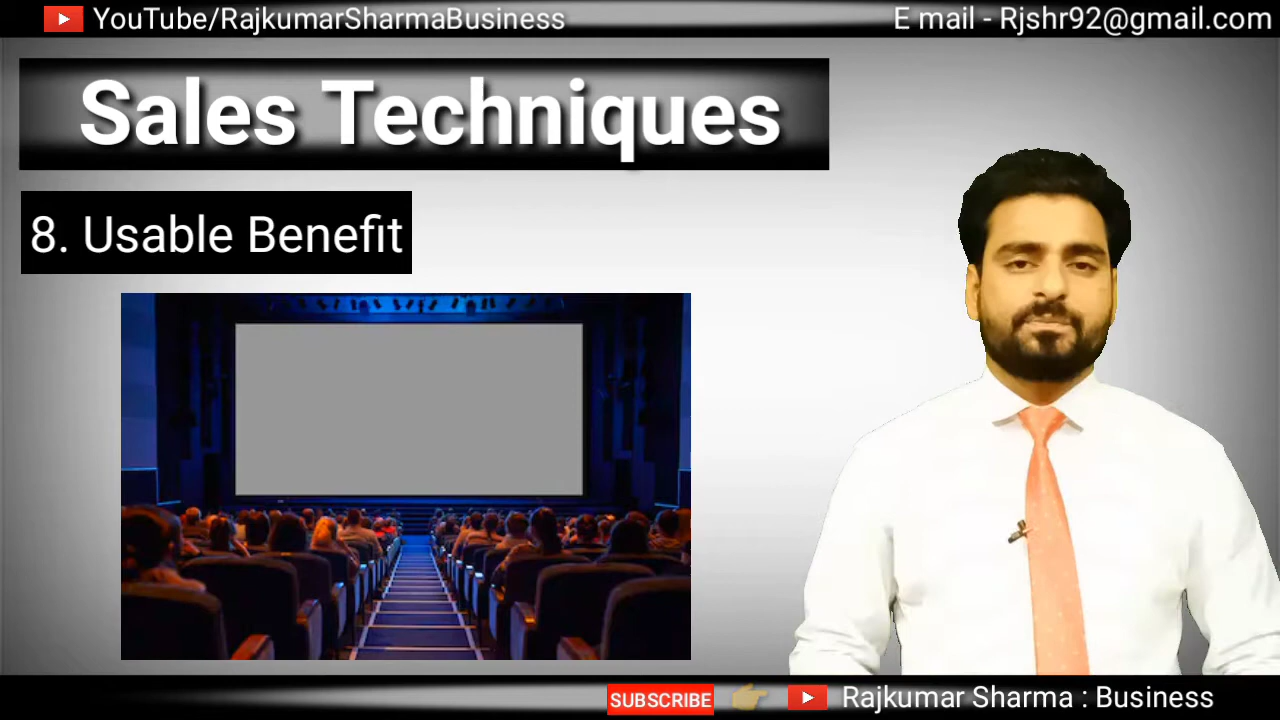 YouTube/RajkumarSharmaBusiness
E mail - Rjshr92@gmail.com
Sales Techniques
8. Usable Benefit
SUBSCRIBE
Rajkumar Sharma : Business